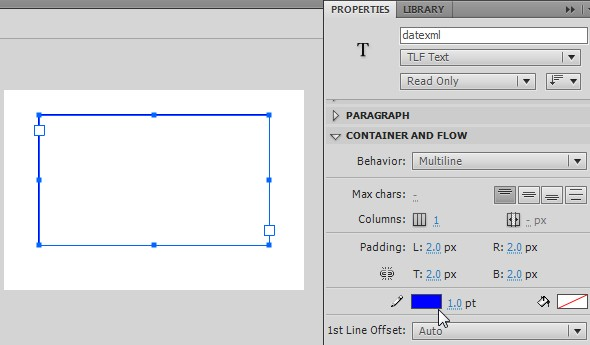 PROPERTIES LIBRARY
T datexml
TLF Text
Read Only
PARAGRAPH
CONTAINER AND FLOW
Behavior: Multiline
Max chars: -
Columns: 1 - px
Padding: L: 2.0 px R: 2.0 px
T: 2.0 px B: 2.0 px
1.0 pt
1st Line Offset: Auto